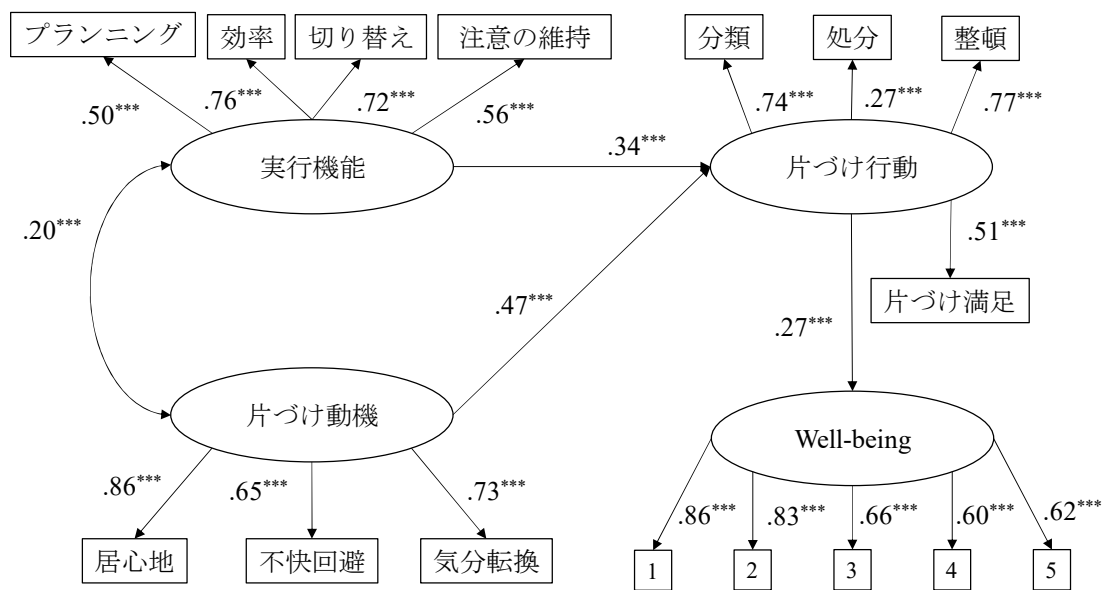 プランニング
効率
切り替え
注意の維持
分類
処分
整頓
.50***
.76***
.72***
.56***
.74***
.27***
.77***
実行機能
.34***
片づけ行動
.20***
.51***
片づけ満足
.47***
.27***
片づけ動機
Well-being
.86***
.65***
.73***
.86***
.83***
.66***
.60***
.62***
居心地
不快回避
気分転換
1
2
3
4
5